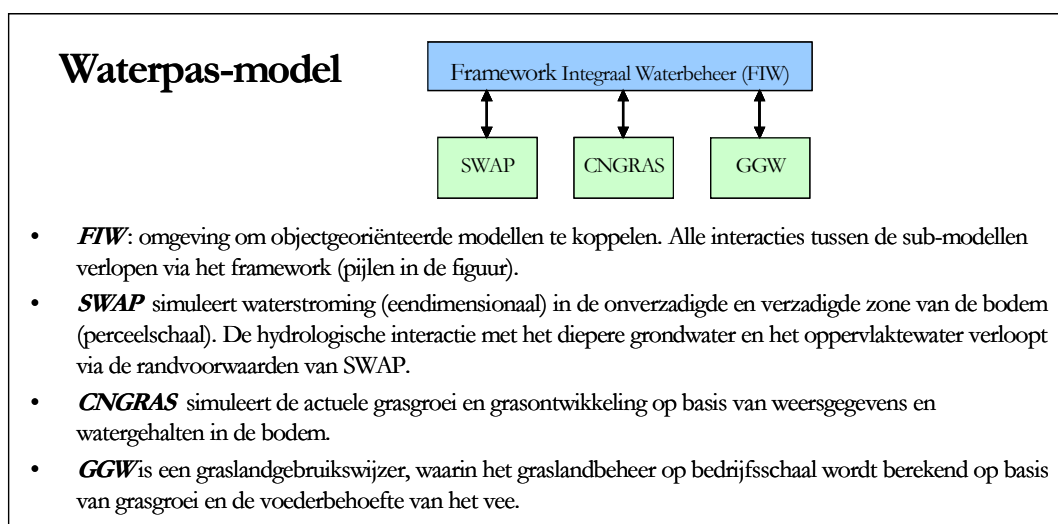 Waterpas-model
Framework Integraal Waterbeheer (FIW)
SWAP
CNGRAS
GGW
• FIW: omgeving om objectgeoriënteerde modellen te koppelen. Alle interacties tussen de sub-modellen
verlopen via het framework (pijlen in de figuur).
• SWAP simuleert waterstroming (eendimensionaal) in de onverzadigde en verzadigde zone van de bodem
(perceelschaal). De hydrologische interactie met het diepere grondwater en het oppervlaktewater verloopt
via de randvoorwaarden van SWAP.
• CNGRAS simuleert de actuele grasgroei en grasontwikkeling op basis van weersgegevens en
watergehalten in de bodem.
• GGW is een graslandgebruikswijzer, waarin het graslandbeheer op bedrijfsschaal wordt berekend op basis
van grasgroei en de voederbehoefte van het vee.